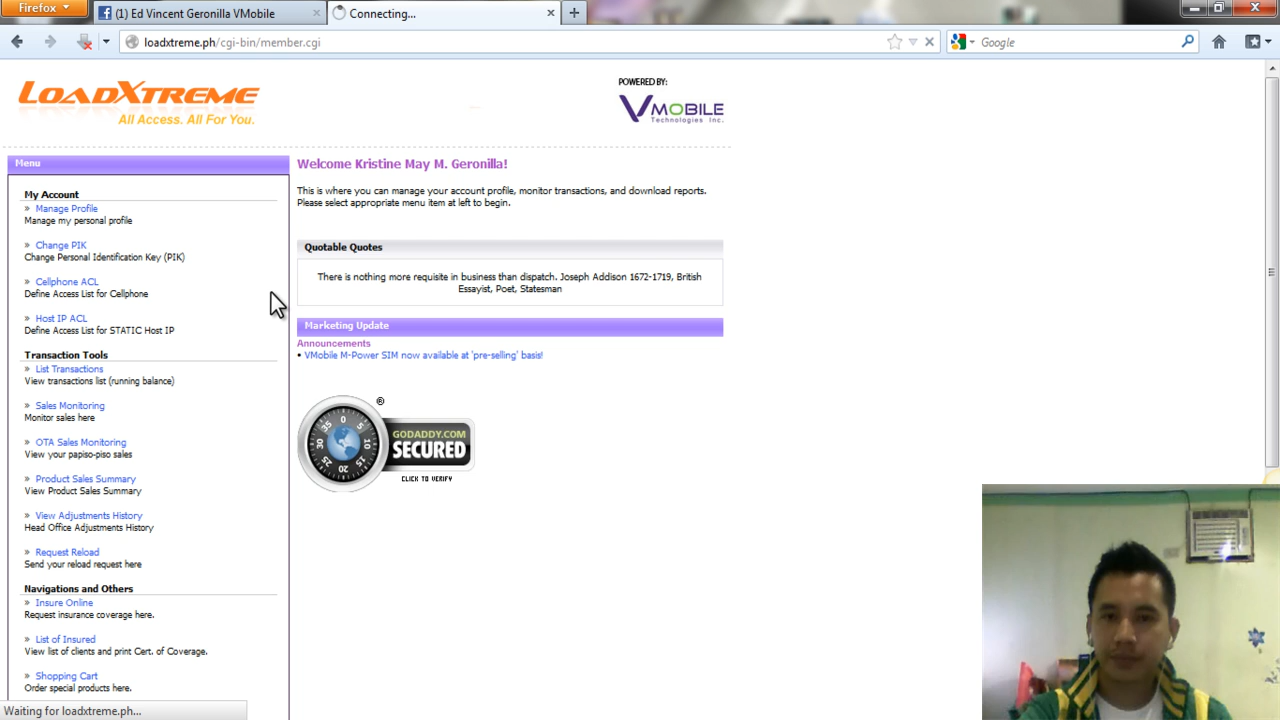 Firefox
(1) Ed Vincent Geronilla VMobile
Connecting...
loadxtreme.ph/cgi-bin/member.cgi
Google
LOADXTREME
All Access. All For You.
POWERED BY:
VMOBILE
Technologies Inc.
Menu
My Account
» Manage Profile
Manage my personal profile
» Change PIK
Change Personal Identification Key (PIK)
» Cellphone ACL
Define Access List for Cellphone
» Host IP ACL
Define Access List for STATIC Host IP
Transaction Tools
» List Transactions
View transactions list (running balance)
» Sales Monitoring
Monitor sales here
» OTA Sales Monitoring
View your papiso-piso sales
» Product Sales Summary
View Product Sales Summary
» View Adjustments History
Head Office Adjustments History
» Request Reload
Send your reload request here
Navigations and Others
» Insure Online
Request insurance coverage here.
» List of Insured
View list of clients and print Cert. of Coverage.
» Shopping Cart
Order special products here.
Welcome Kristine May M. Geronilla!
This is where you can manage your account profile, monitor transactions, and download reports.
Please select appropriate menu item at left to begin.
Quotable Quotes
There is nothing more requisite in business than dispatch. Joseph Addison 1672-1719, British
Essayist, Poet, Statesman
Marketing Update
Announcements
• VMobile M-Power SIM now available at 'pre-selling' basis!
®
0
5
10
15
20
25
30
35
GODADDY.COM
SECURED
CLICK TO VERIFY
Waiting for loadxtreme.ph...